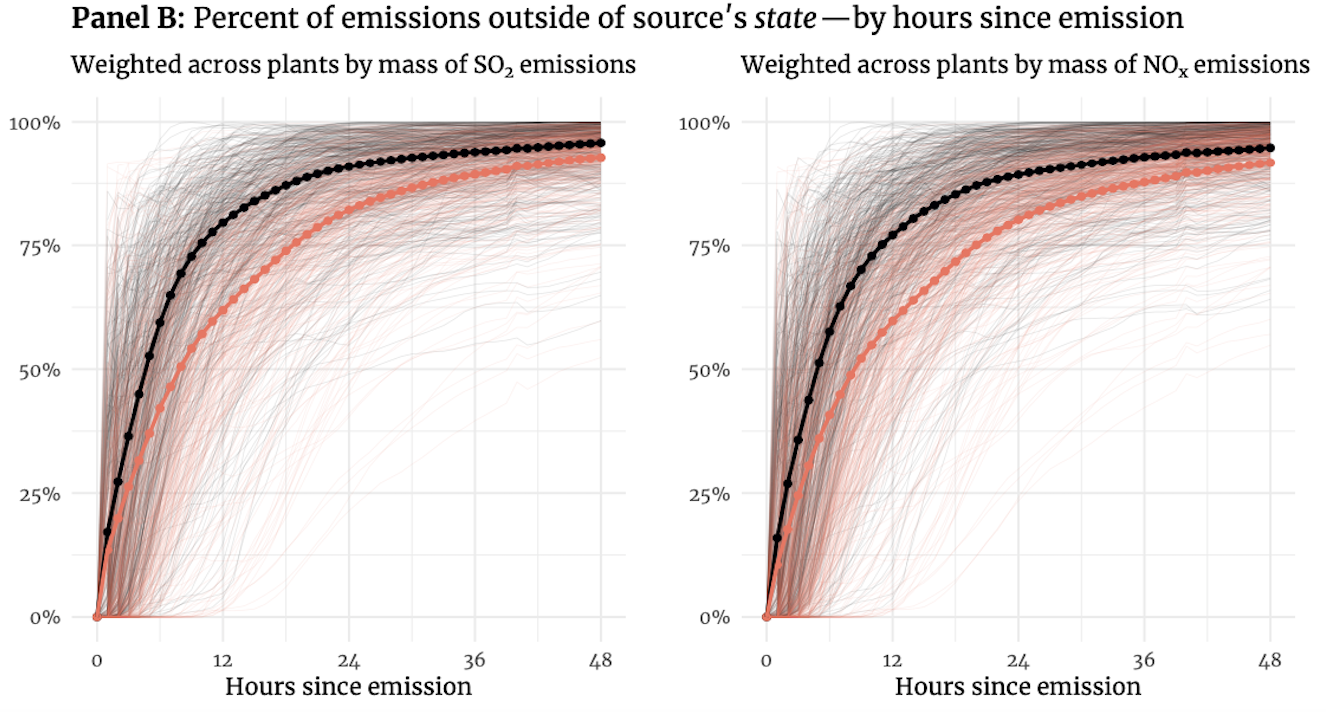 Panel B: Percent of emissions outside of source's state—by hours since emission
Weighted across plants by mass of SO₂ emissions
Weighted across plants by mass of NOₓ emissions
100%
75%
50%
25%
0%
0 12 24 36 48
Hours since emission
100%
75%
50%
25%
0%
0 12 24 36 48
Hours since emission